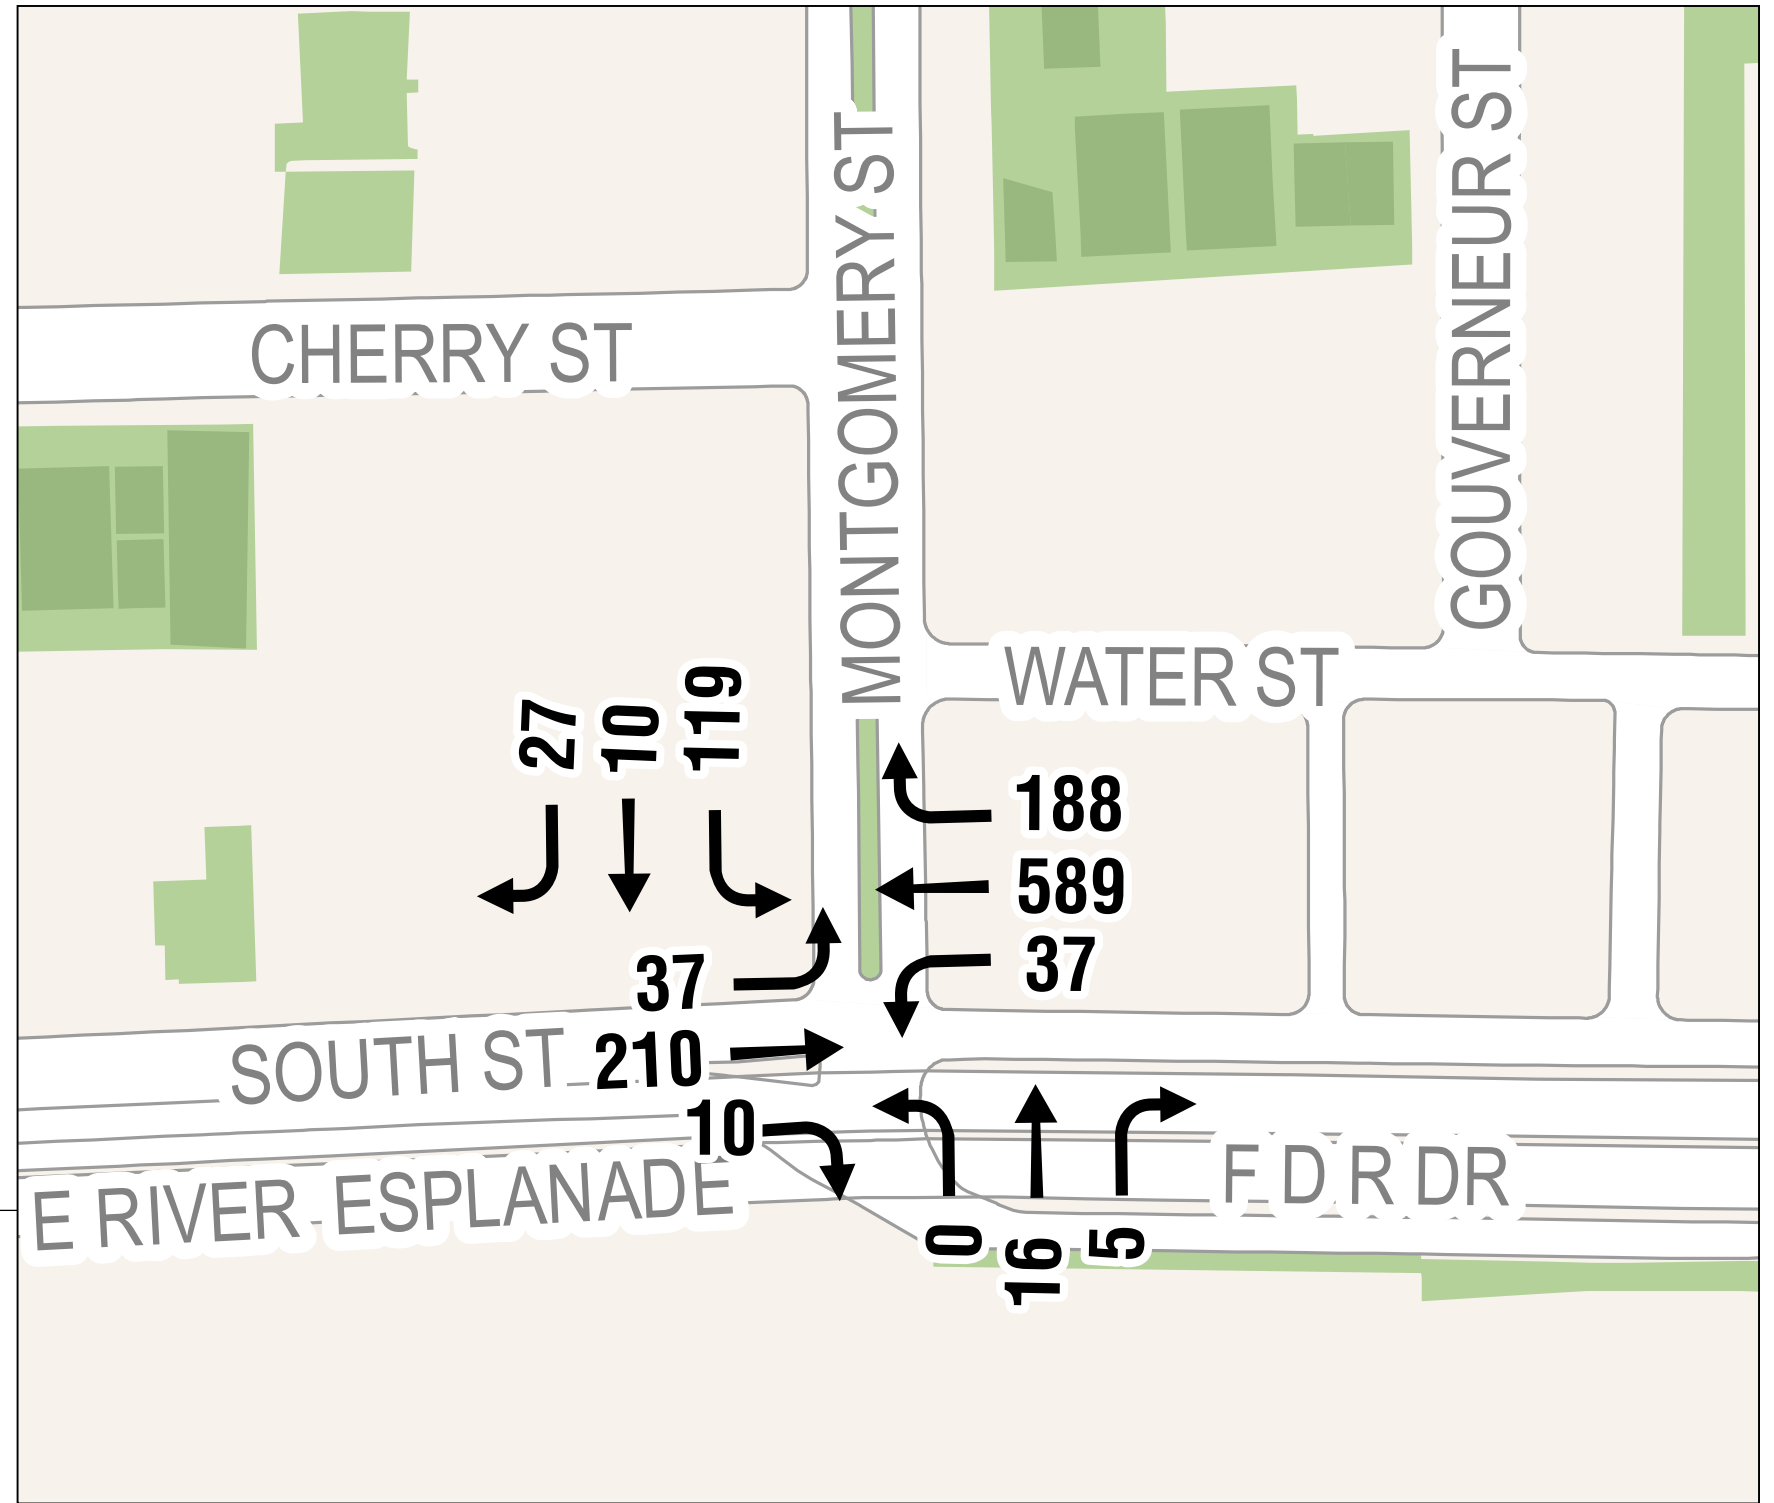 MONTGOMERY ST
GOUVERNEUR ST
CHERRY ST
WATER ST
27
10
119
188
589
37
37
SOUTH ST
210
10
E RIVER ESPLANADE
F D R DR
0
16
5